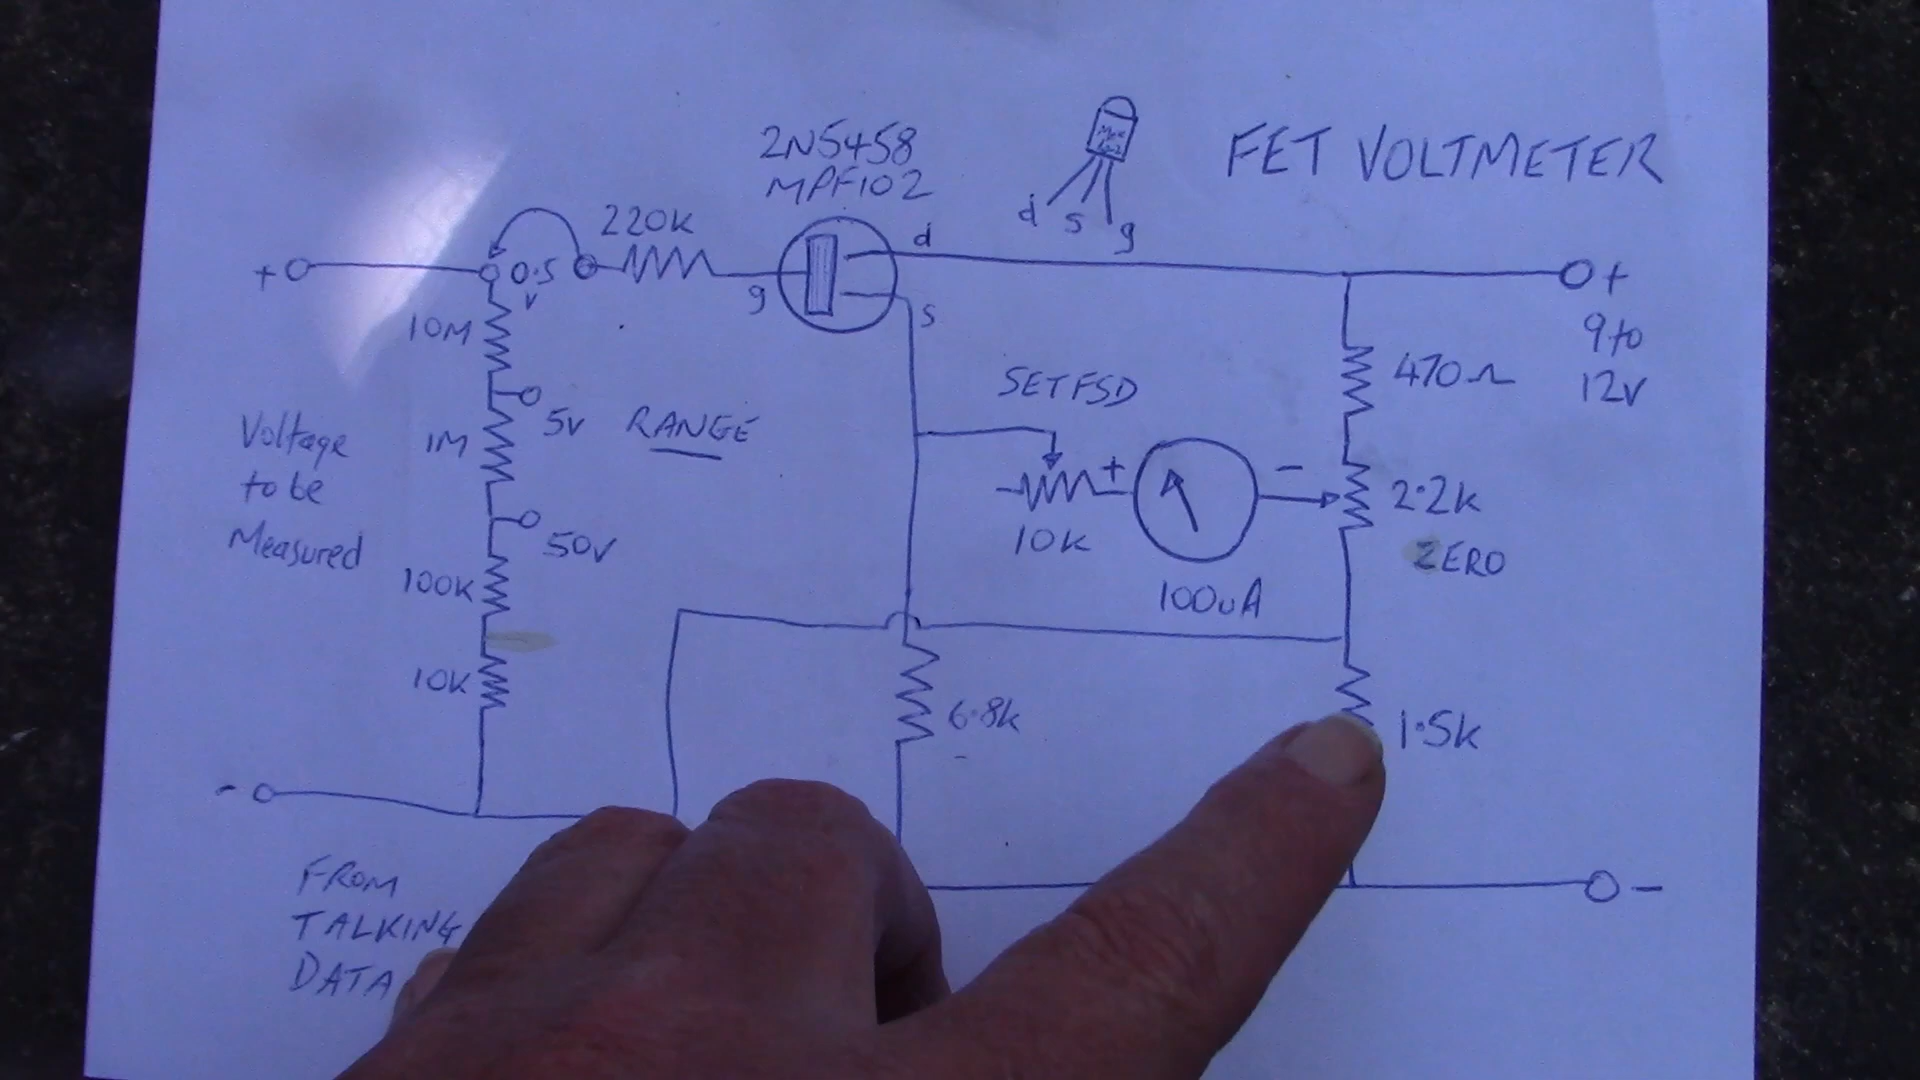 2N5458
MPF102
FET VOLTMETER
d s g
220K
d
+
0.5
v
g
s
+
10M
9 to
12v
470Ω
SET FSD
5v
RANGE
1M
Voltage
to be
Measured
+
-
2.2k
ZERO
50v
10K
100uA
100K
10K
6.8k
1.5k
-
-
FROM
TALKING
DATA